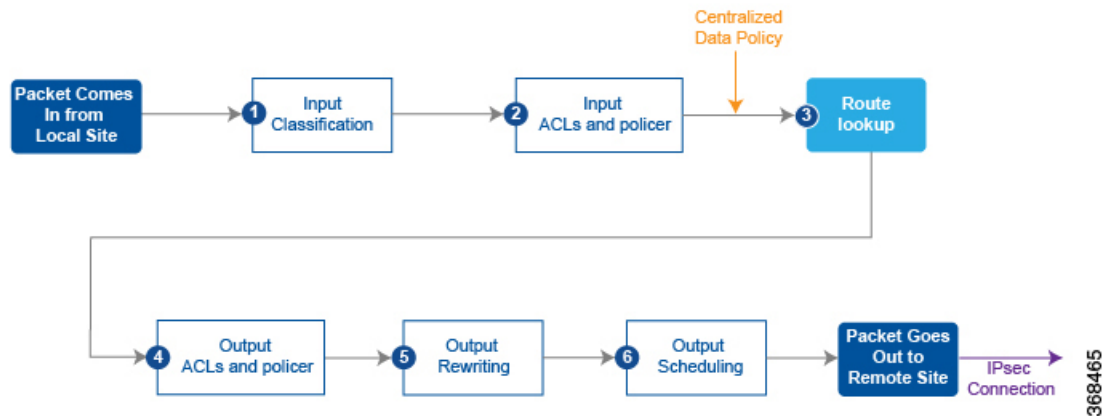 Centralized
Data Policy
Packet Comes
In from
Local Site
1
Input
Classification
2
Input
ACLs and policer
3
Route
lookup
4
Output
ACLs and policer
5
Output
Rewriting
6
Output
Scheduling
Packet Goes
Out to
Remote Site
IPsec
Connection
368465